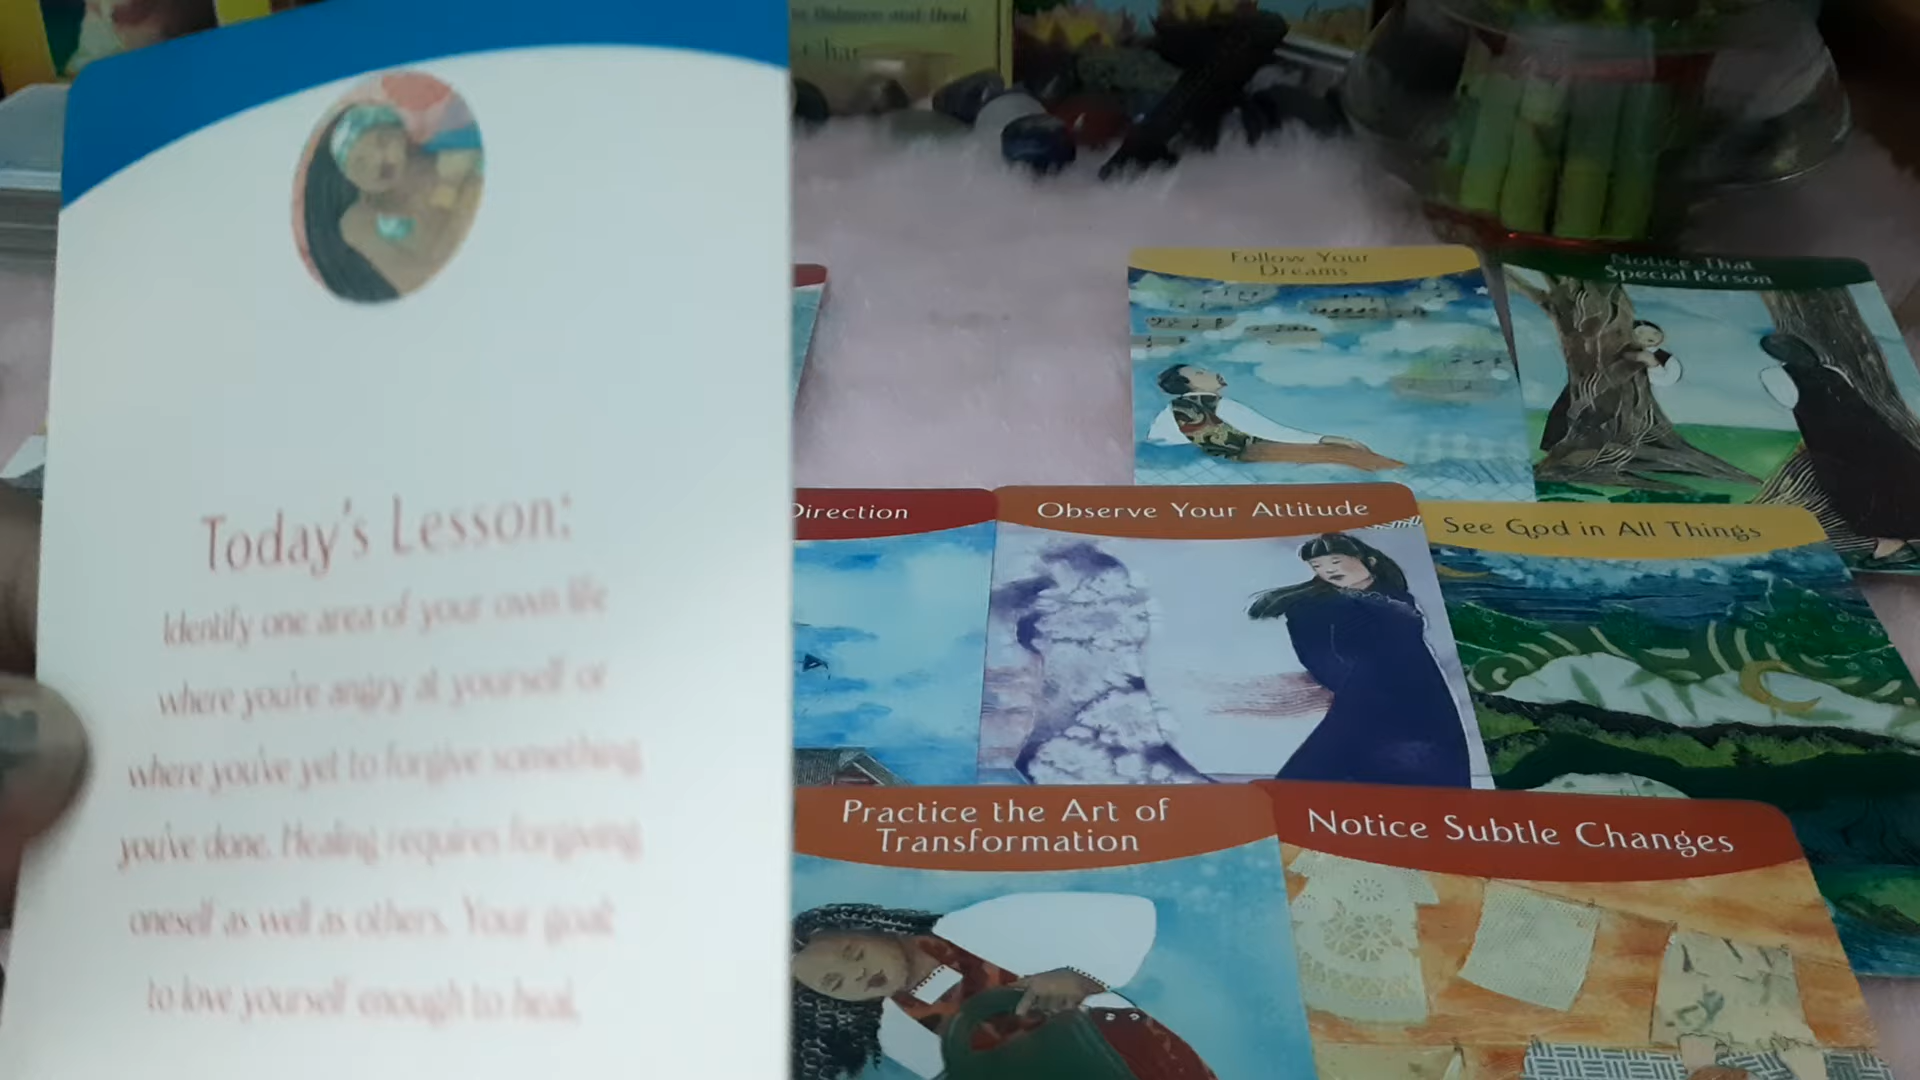 Today's Lesson:
Identify one area of your own life
where you're angry at yourself or
where you've yet to forgive something
you've done. Healing requires forgiving
oneself as well as others. Your goal:
to love yourself enough to heal.
Balance and Heal
Follow Your
Dreams
Notice That
Special Person
Direction
Observe Your Attitude
See God in All Things
Practice the Art of
Transformation
Notice Subtle Changes